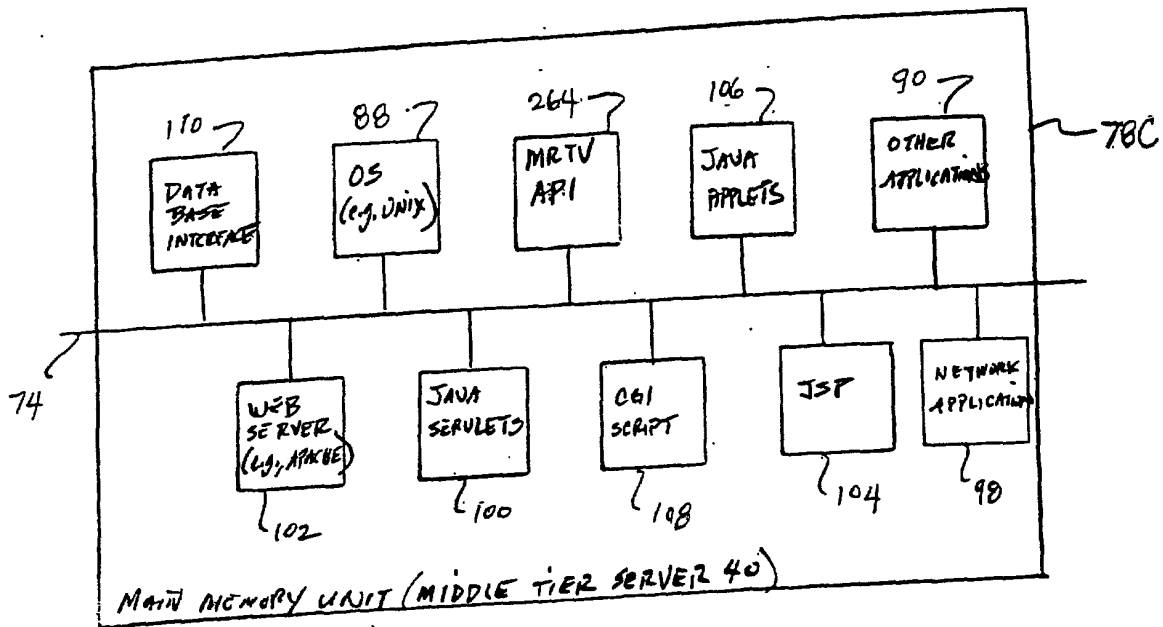 110
88
264
106
90
78C
DATA
BASE
INTERFACE
OS
(e.g. UNIX)
MRTV
API
JAVA
APPLETS
OTHER
APPLICATIONS
74
WEB
SERVER
(e.g., APACHE)
JAVA
SERVLETS
CGI
SCRIPT
JSP
NETWORK
APPLICATIONS
102
100
108
104
98
MAIN MEMORY UNIT (MIDDLE TIER SERVER 40)